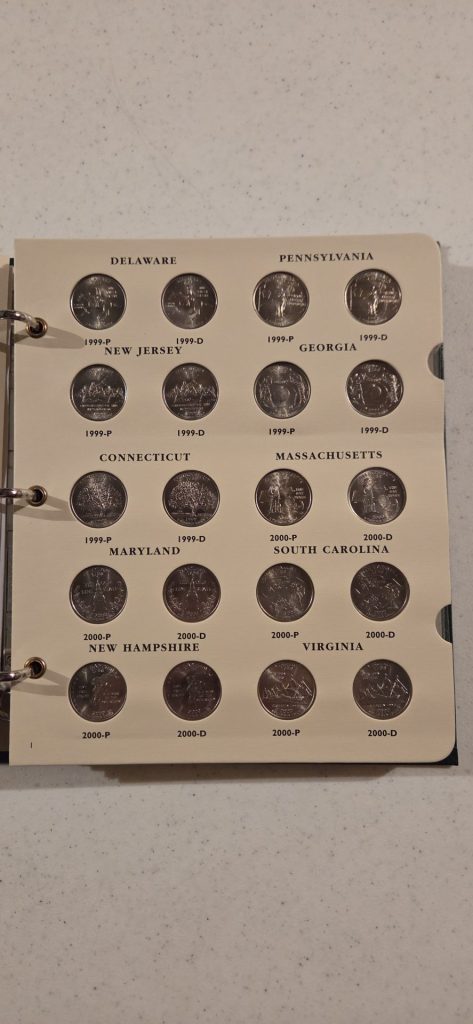 DELAWARE PENNSYLVANIA
1999-P 1999-D 1999-P 1999-D
NEW JERSEY GEORGIA
1999-P 1999-D 1999-P 1999-D
CONNECTICUT MASSACHUSETTS
1999-P 1999-D 2000-P 2000-D
MARYLAND SOUTH CAROLINA
2000-P 2000-D 2000-P 2000-D
NEW HAMPSHIRE VIRGINIA
2000-P 2000-D 2000-P 2000-D
1